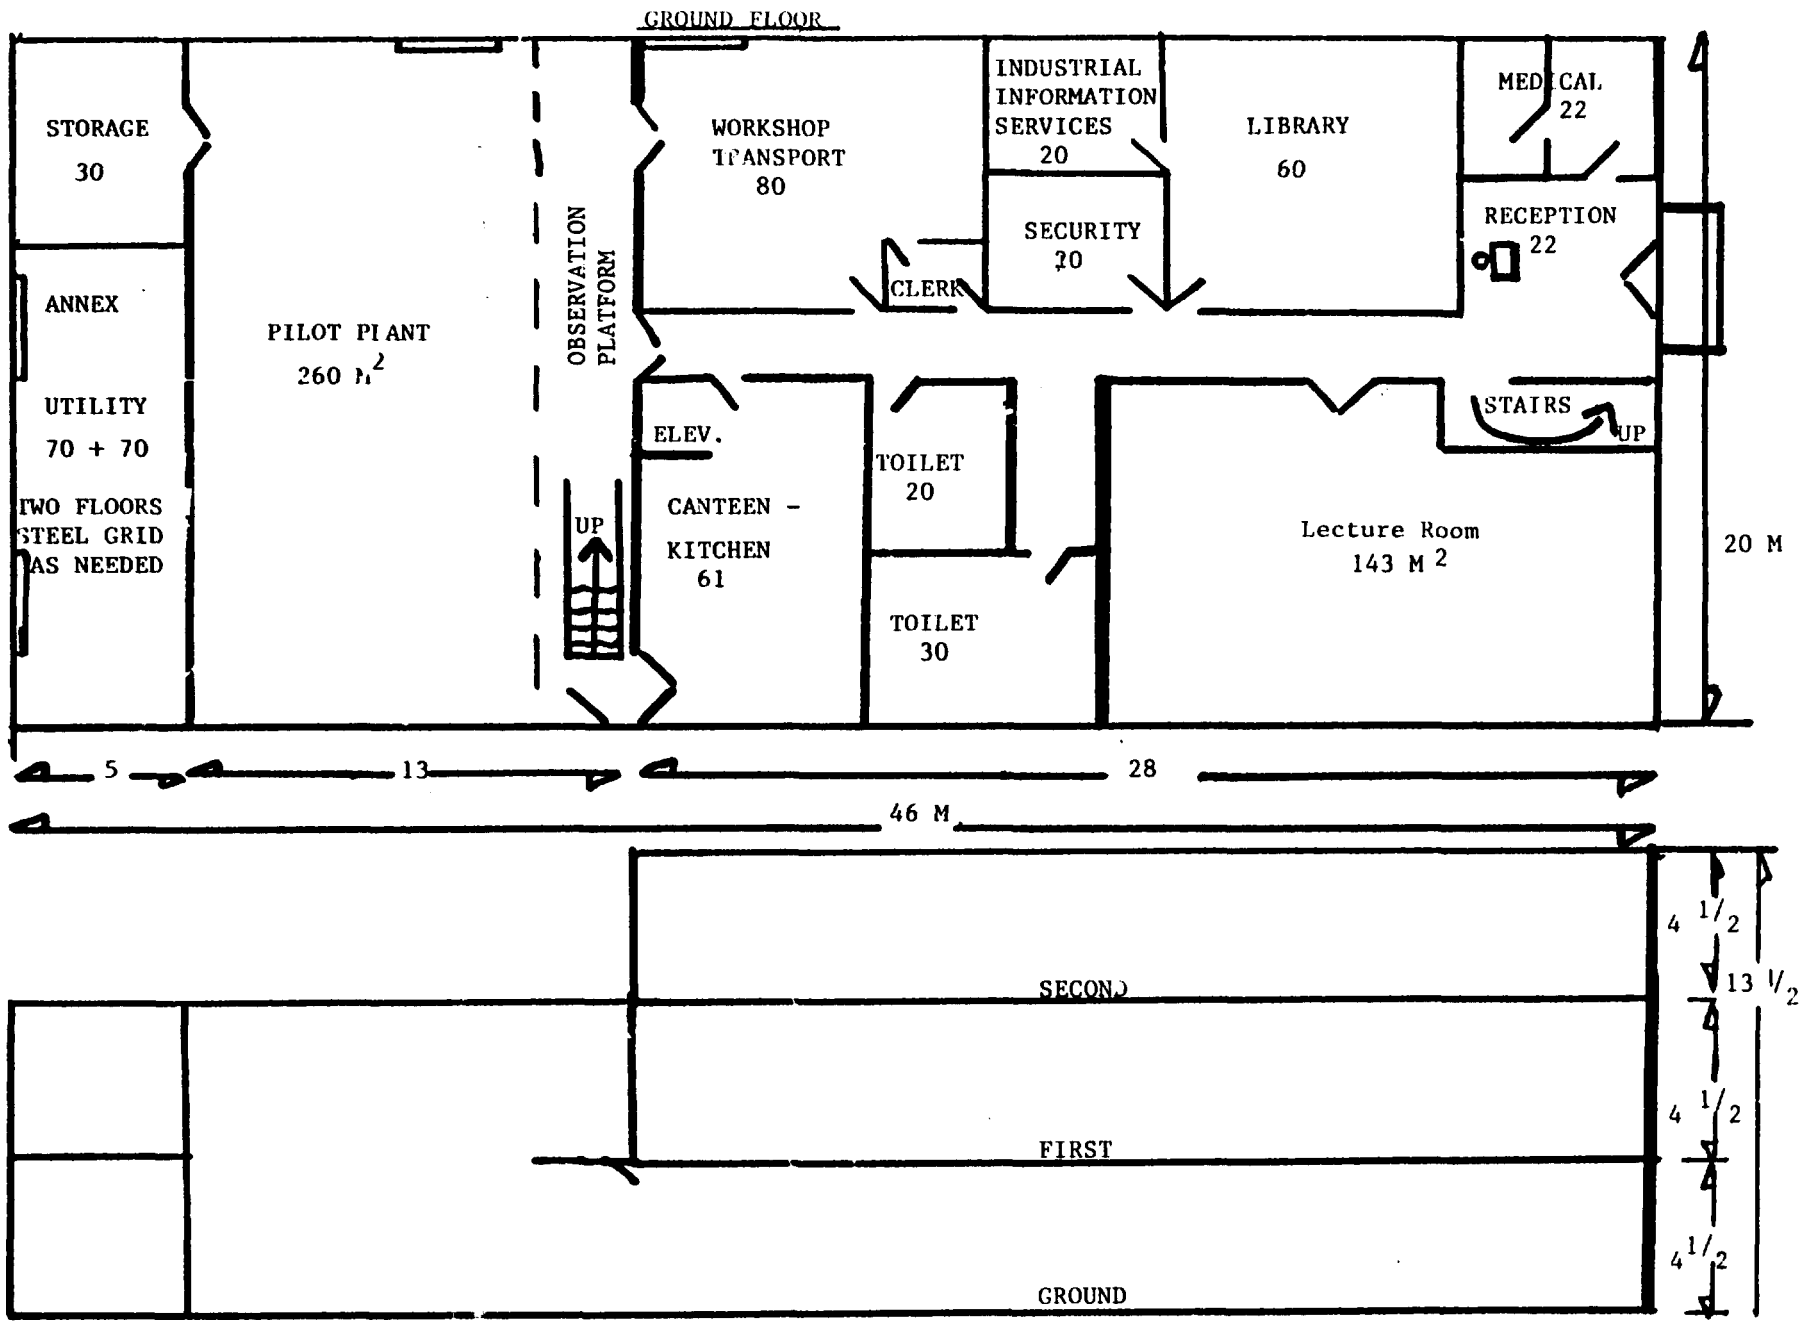 GROUND FLOOR
STORAGE
30
ANNEX
UTILITY
70 + 70
TWO FLOORS
STEEL GRID
AS NEEDED
PILOT PLANT
260 M²
OBSERVATION
PLATFORM
UP
WORKSHOP
TRANSPORT
80
CLERK
INDUSTRIAL
INFORMATION
SERVICES
20
SECURITY
20
LIBRARY
60
MEDICAL
22
RECEPTION
22
ELEV.
CANTEEN -
KITCHEN
61
TOILET
20
TOILET
30
STAIRS
UP
Lecture Room
143 M²
20 M
5
13
28
46 M
SECOND
FIRST
GROUND
4 1/2
4 1/2
4 1/2
13 1/2